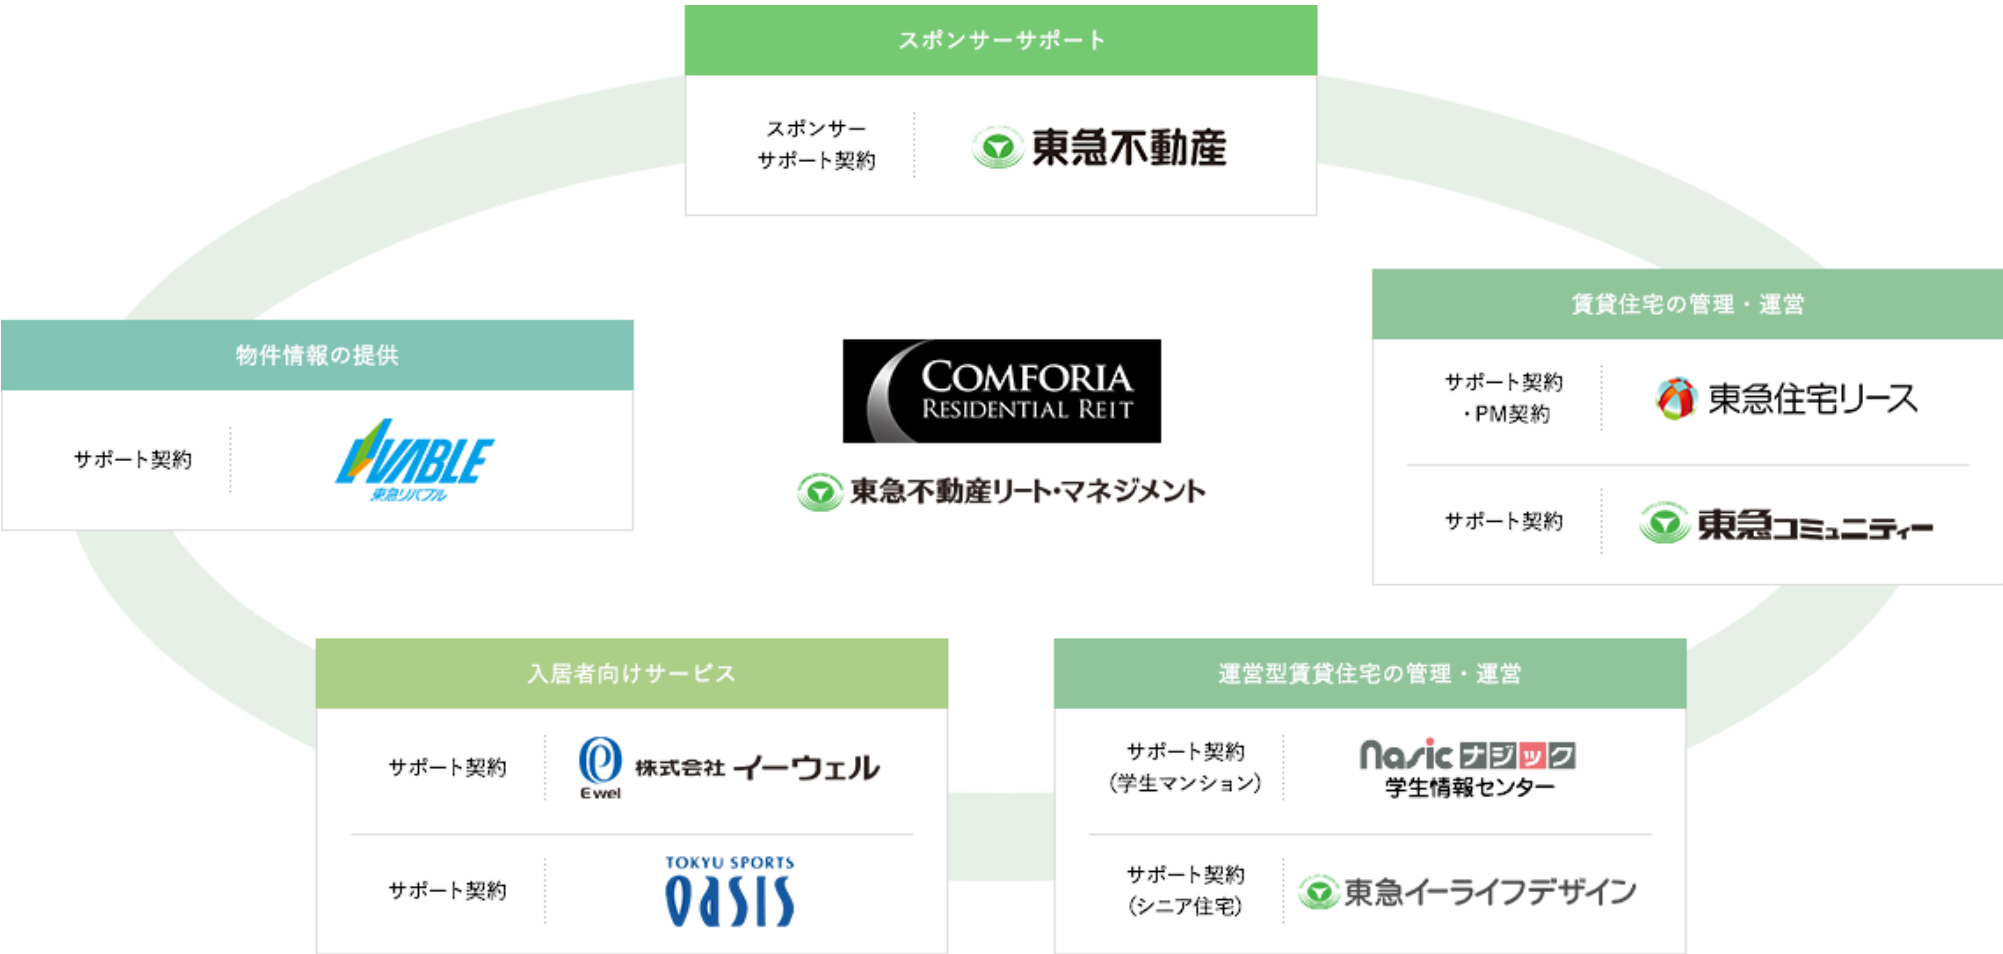 スポンサーサポート
スポンサー
サポート契約
東急不動産
物件情報の提供
サポート契約
LIVABLE
東急リバブル
COMFORIA
RESIDENTIAL REIT
東急不動産リート・マネジメント
賃貸住宅の管理・運営
サポート契約
・PM契約
東急住宅リース
サポート契約
東急コミュニティー
入居者向けサービス
サポート契約
Ewel
株式会社 イーウェル
サポート契約
TOKYU SPORTS
OASIS
運営型賃貸住宅の管理・運営
サポート契約
(学生マンション)
nasic ナジック
学生情報センター
サポート契約
(シニア住宅)
東急イーライフデザイン